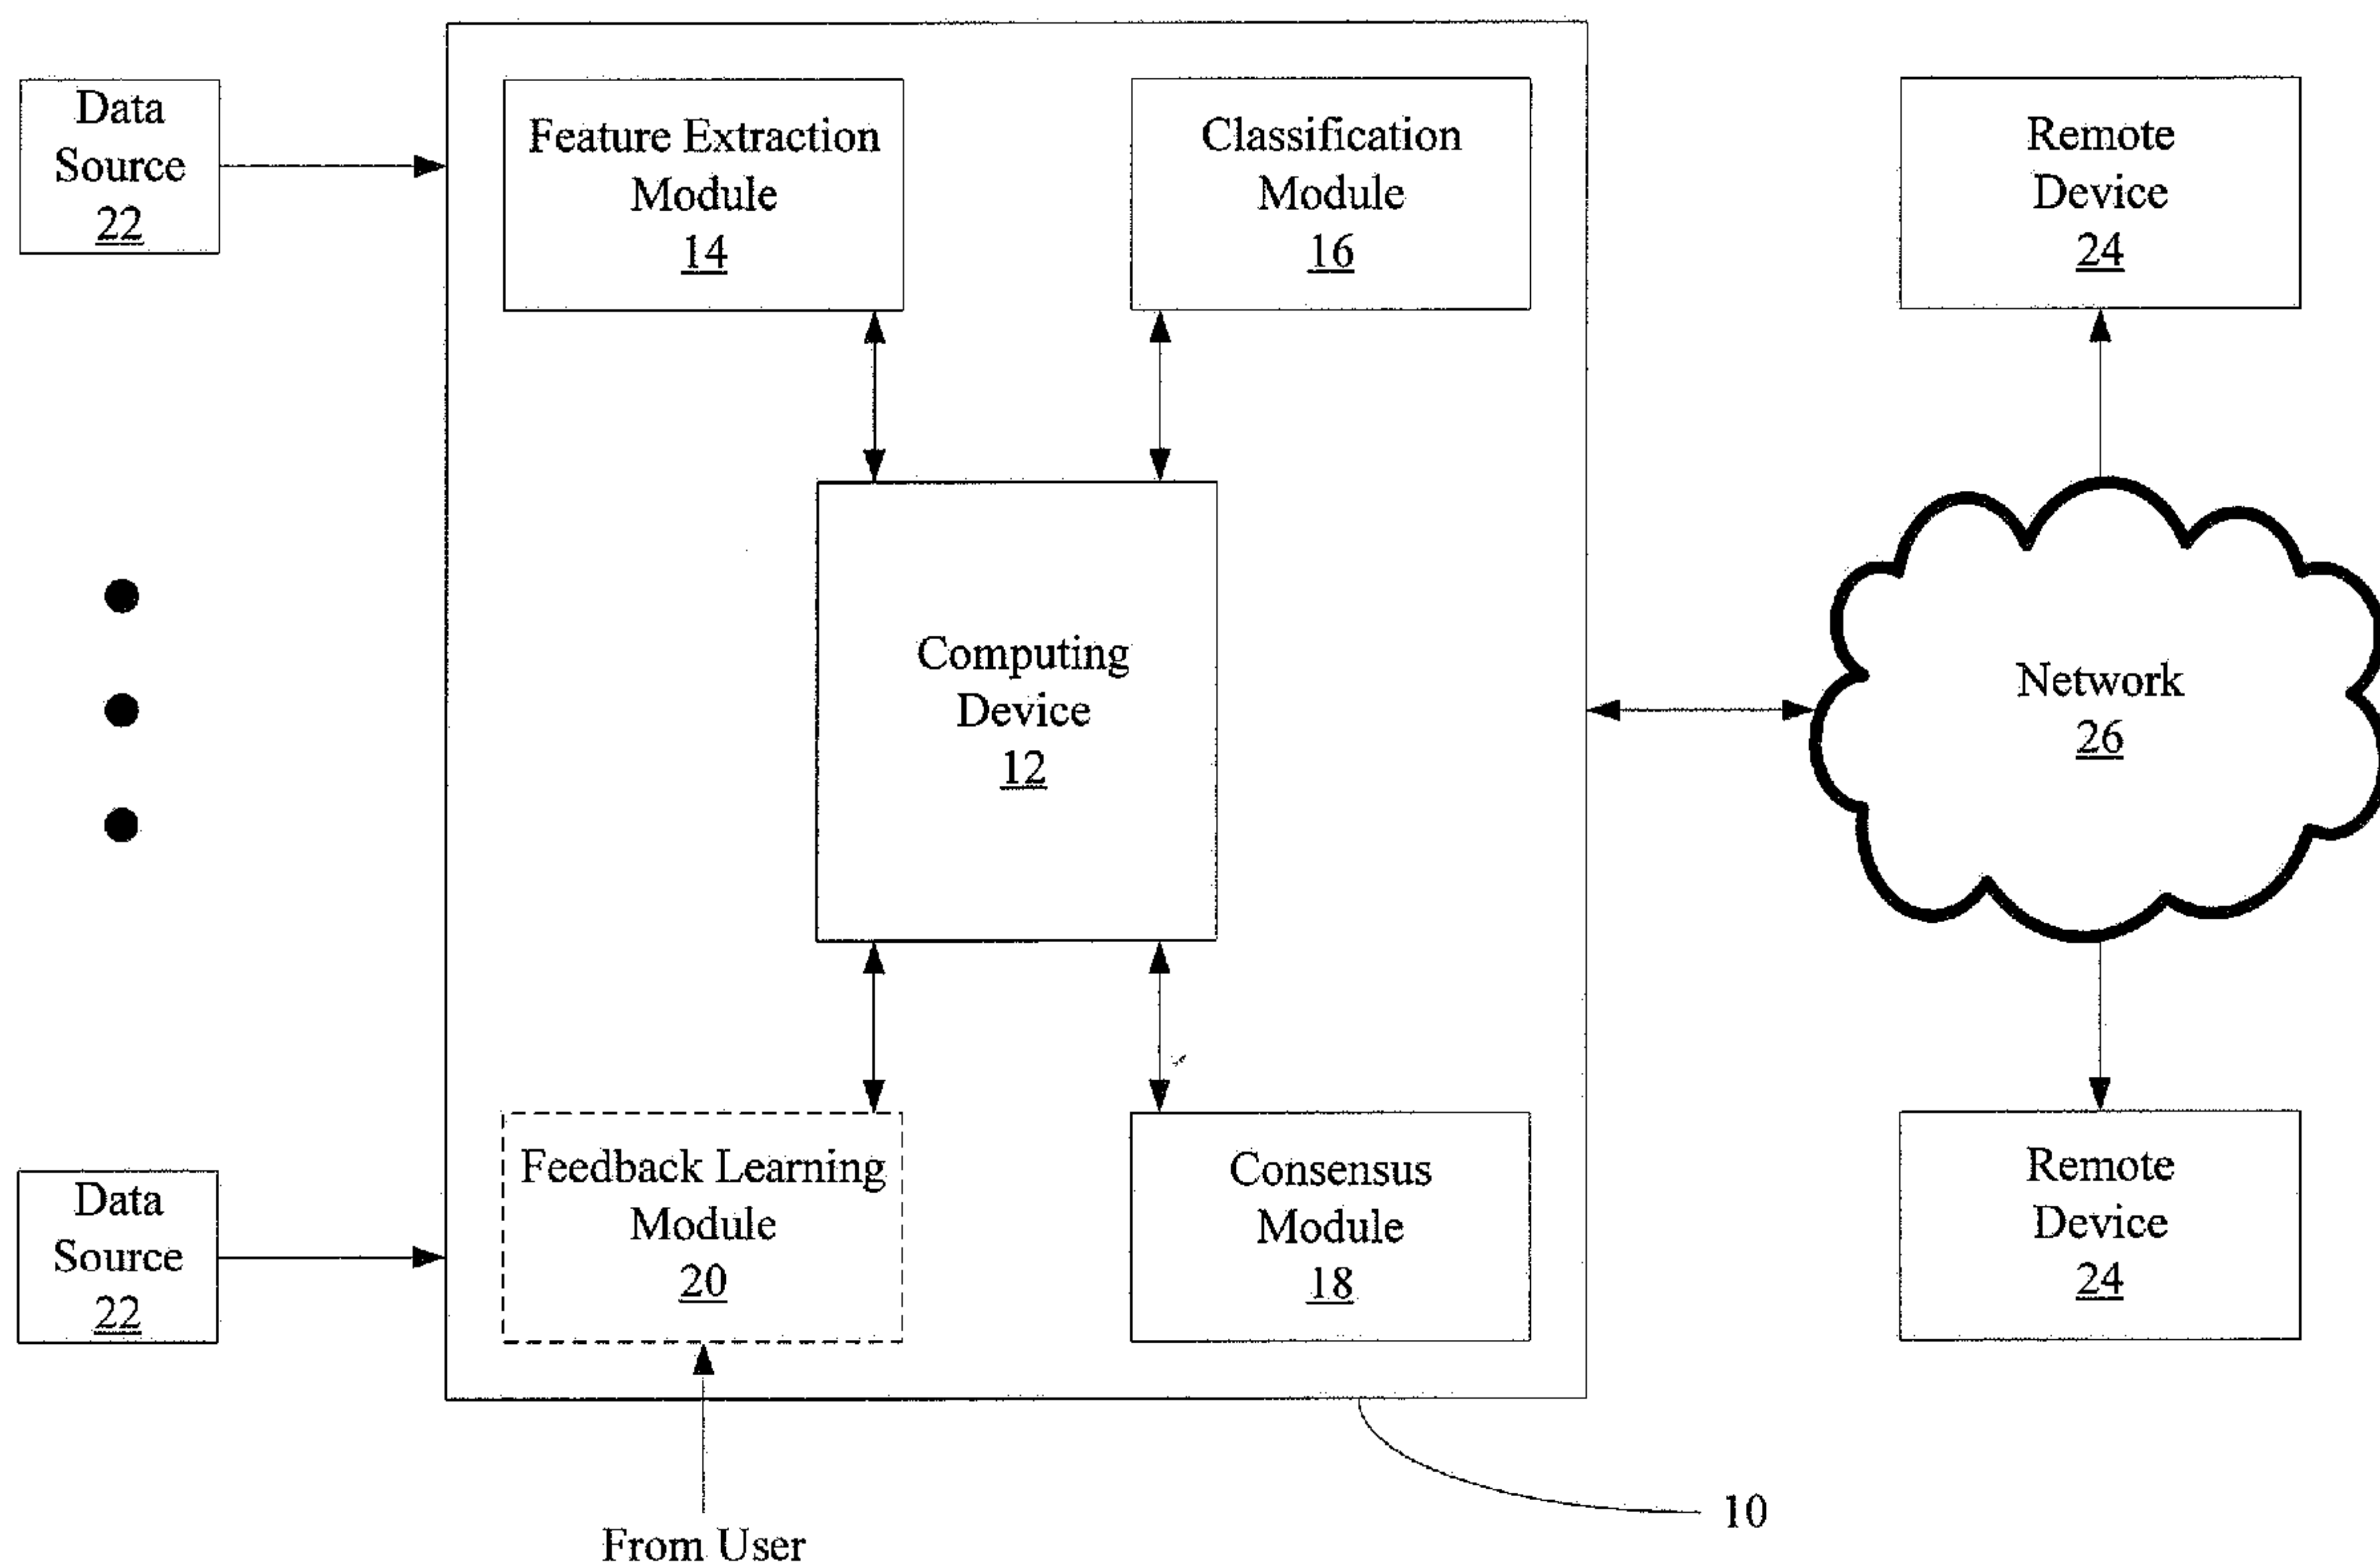 Data
Source
22
Feature Extraction
Module
14
Classification
Module
16
Remote
Device
24
Computing
Device
12
Network
26
Data
Source
22
Feedback Learning
Module
20
Consensus
Module
18
Remote
Device
24
10
From User